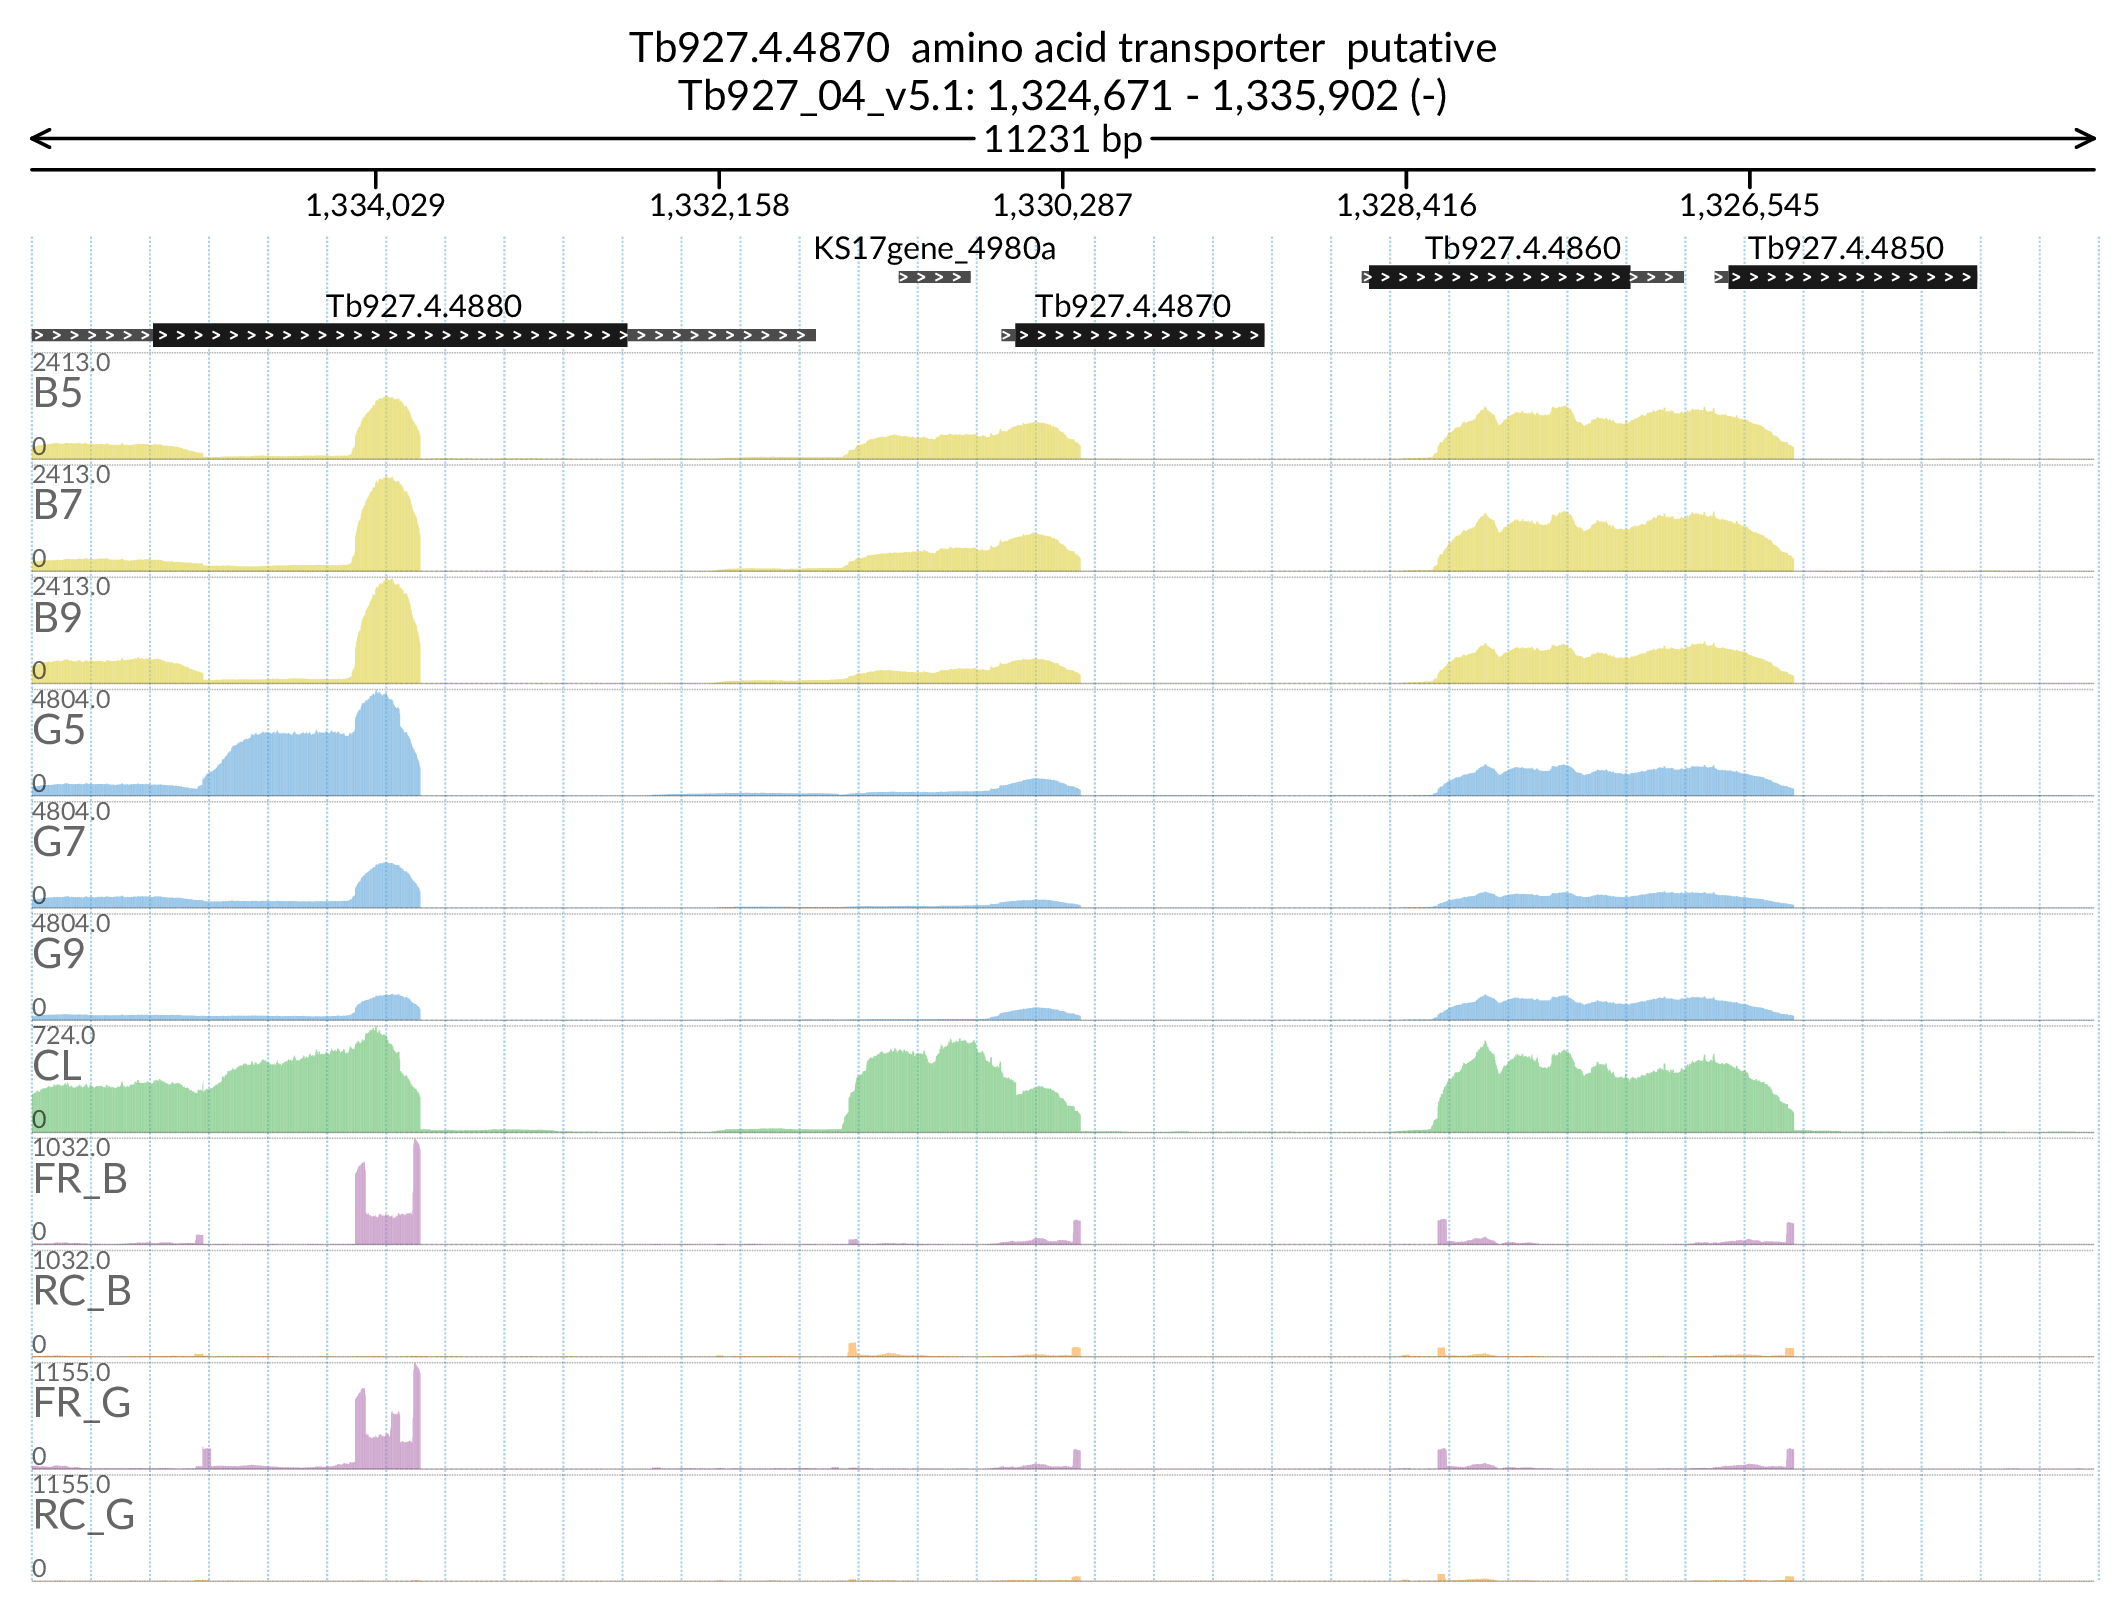 Tb927.4.4870  amino acid transporter  putative
Tb927_04_v5.1: 1,324,671 - 1,335,902 (-)
11231 bp
1,334,029 1,332,158 1,330,287 1,328,416 1,326,545
KS17gene_4980a Tb927.4.4860 Tb927.4.4850
Tb927.4.4880 Tb927.4.4870
2413.0
B5
0
2413.0
B7
0
2413.0
B9
0
4804.0
G5
0
4804.0
G7
0
4804.0
G9
0
724.0
CL
0
1032.0
FR_B
0
1032.0
RC_B
0
1155.0
FR_G
0
1155.0
RC_G
0